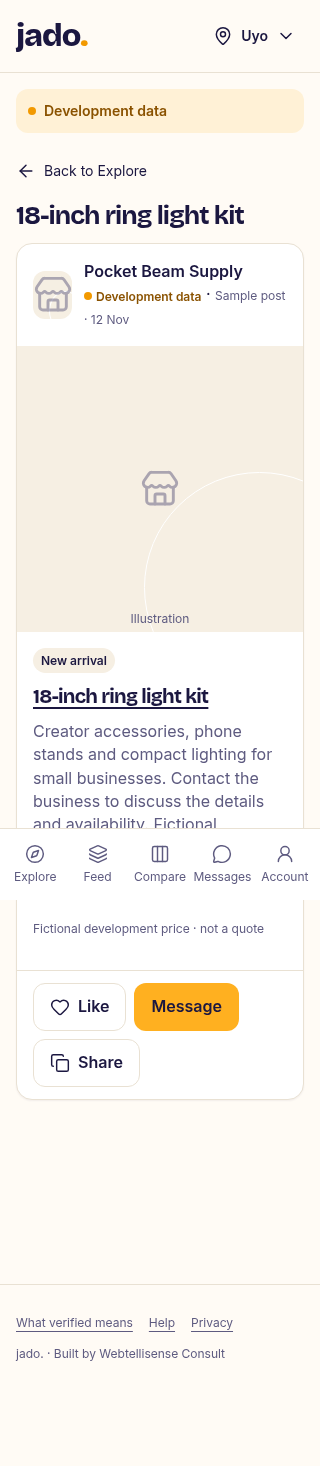 jado.
Uyo
Development data
Back to Explore
18-inch ring light kit
Pocket Beam Supply
Development data · Sample post
· 12 Nov
Illustration
New arrival
18-inch ring light kit
Creator accessories, phone
stands and compact lighting for
small businesses. Contact the
business to discuss the details
and availability. Fictional
Explore Feed Compare Messages Account
Fictional development price · not a quote
Like Message
Share
What verified means Help Privacy
jado. · Built by Webtellisense Consult